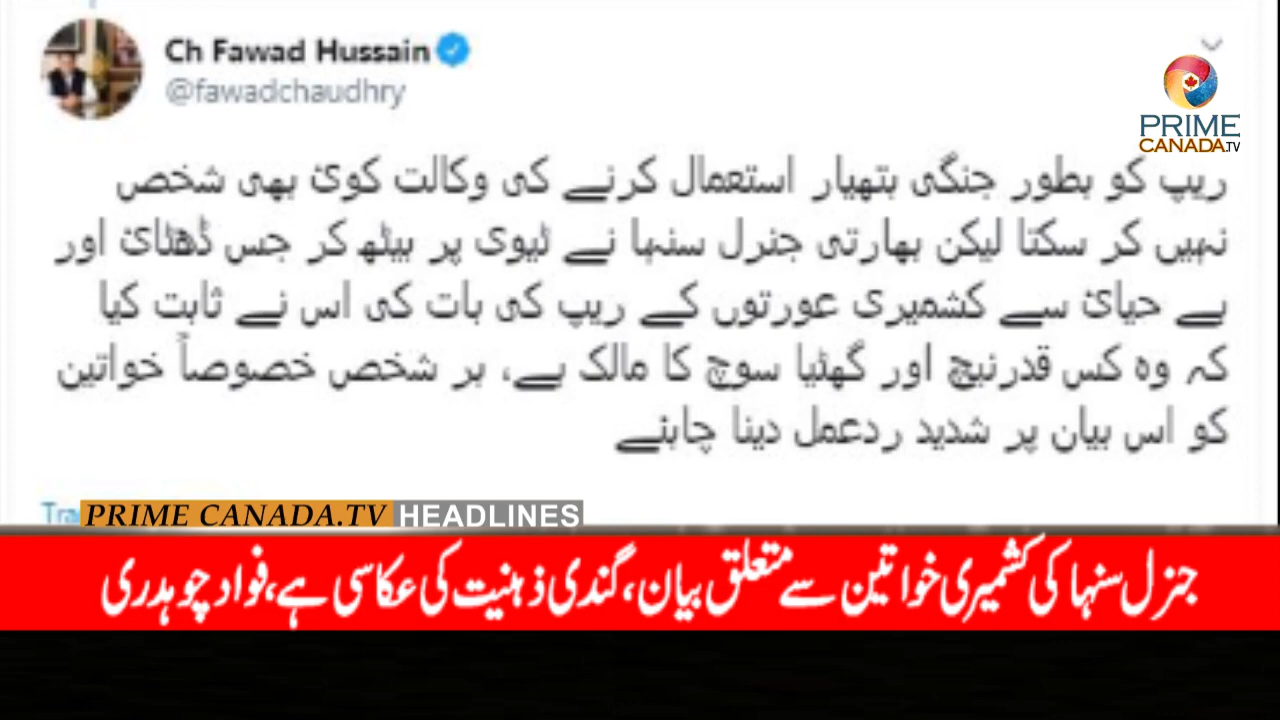 Ch Fawad Hussain
@fawadchaudhry
PRIME
CANADA.TV
ریپ کو بطور جنگی ہتھیار استعمال کرنے کی وکالت کوئ بھی شخص
نہیں کر سکتا لیکن بھارتی جنرل سنہا نے ٹیوی پر بیٹھ کر جس ڈھٹائ اور
بے حیائ سے کشمیری عورتوں کے ریپ کی بات کی اس نے ثابت کیا
کہ وہ کس قدرنیچ اور گھٹیا سوچ کا مالک ہے، ہر شخص خصوصاً خواتین
کو اس بیان پر شدید ردعمل دینا چاہئے
PRIME CANADA.TV HEADLINES
جنرل سنہا کی کشمیری خواتین سے متعلق بیان، گندی ذہنیت کی عکاسی ہے، فواد چوہدری